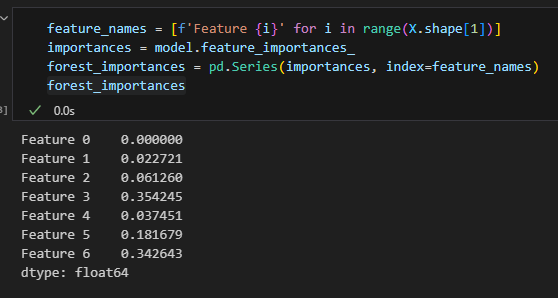 feature_names = [f'Feature {i}' for i in range(X.shape[1])]
importances = model.feature_importances_
forest_importances = pd.Series(importances, index=feature_names)
forest_importances
] 0.0s
Feature 0    0.000000
Feature 1    0.022721
Feature 2    0.061260
Feature 3    0.354245
Feature 4    0.037451
Feature 5    0.181679
Feature 6    0.342643
dtype: float64